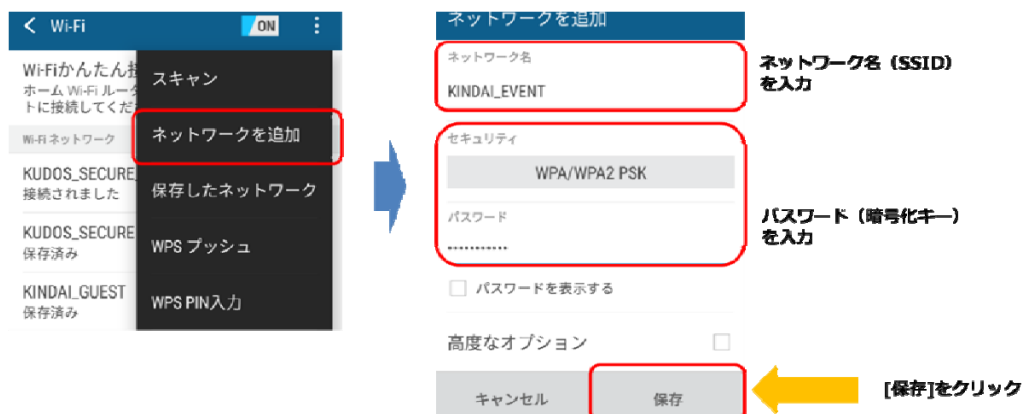 Wi-Fi
ON
Wi-Fiかんたん接
ホーム Wi-Fi ルータ
トに接続してくだ
Wi-Fi ネットワーク
KUDOS_SECURE
接続されました
KUDOS_SECURE
保存済み
KINDAI_GUEST
保存済み
スキャン
ネットワークを追加
保存したネットワーク
WPS プッシュ
WPS PIN入力
ネットワークを追加
ネットワーク名
KINDAI_EVENT
セキュリティ
WPA/WPA2 PSK
パスワード
...........
パスワードを表示する
高度なオプション
キャンセル
保存
ネットワーク名（SSID）
を入力
パスワード（暗号化キー）
を入力
[保存]をクリック